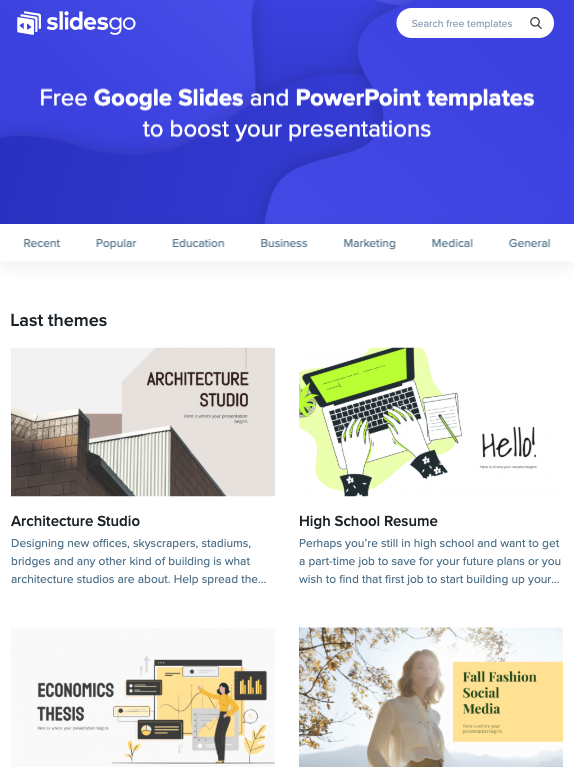 slidesgo
Search free templates
Free Google Slides and PowerPoint templates
to boost your presentations
Recent Popular Education Business Marketing Medical General
Last themes
ARCHITECTURE
STUDIO
Here is where your presentation
begins
Hello!
Here is where your resume begins
Architecture Studio
Designing new offices, skyscrapers, stadiums,
bridges and any other kind of building is what
architecture studios are about. Help spread the...
High School Resume
Perhaps you're still in high school and want to get
a part-time job to save for your future plans or you
wish to find that first job to start building up your...
ECONOMICS
THESIS
Here is where your presentation begins
Fall Fashion
Social
Media
Here is where your
presentation begins